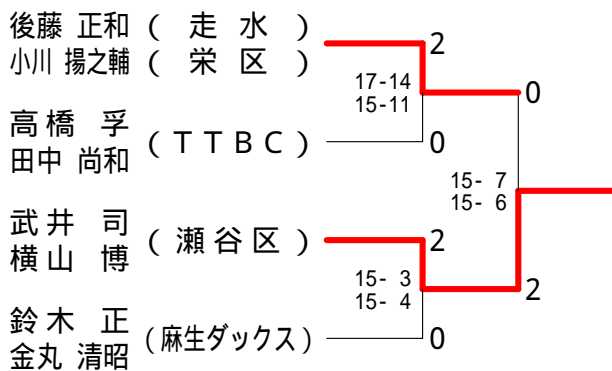 後藤 正和 ( 走 水 )
2
小川 揚之輔 ( 栄 区 )
17-14
0
15-11
高橋 孚
( T T B C )
0
田中 尚和
15- 7
15- 6
武井 司
( 瀬谷区 )
2
横山 博
15- 3
2
15- 4
鈴木 正
(麻生ダックス)
0
金丸 清昭